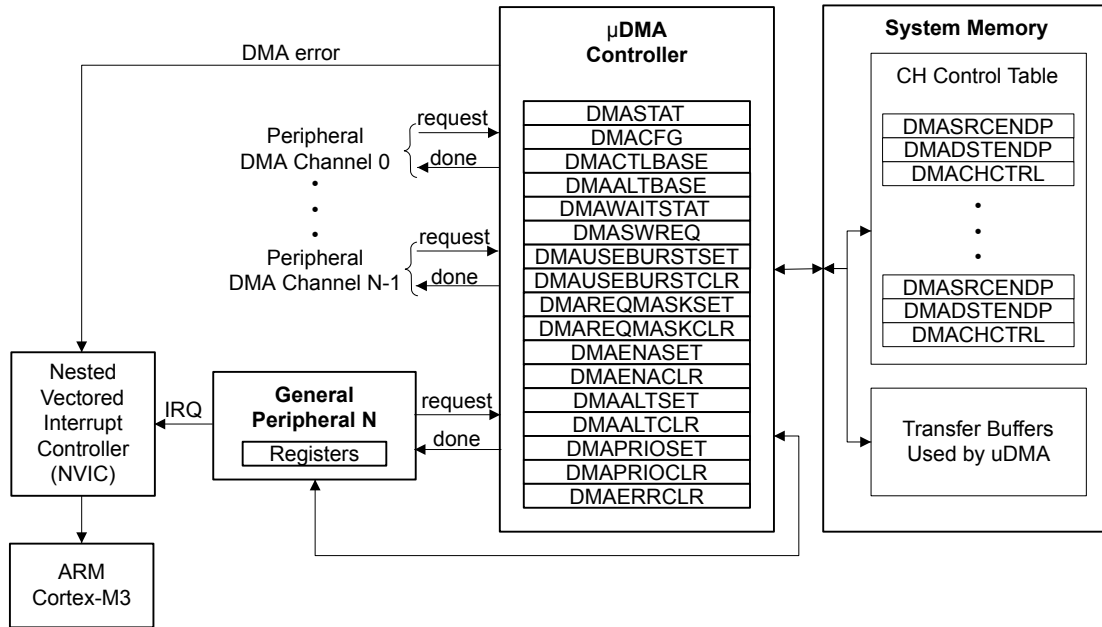 DMA error
Peripheral
DMA Channel 0
request
done
•
•
•
Peripheral
DMA Channel N-1
request
done
Nested
Vectored
Interrupt
Controller
(NVIC)
IRQ
General
Peripheral N
Registers
request
done
ARM
Cortex-M3
µDMA
Controller
DMASTAT
DMACFG
DMACTLBASE
DMAALTBASE
DMAWAITSTAT
DMASWREQ
DMAUSEBURSTSET
DMAUSEBURSTCLR
DMAREQMASKSET
DMAREQMASKCLR
DMAENASET
DMAENACLR
DMAALTSET
DMAALTCLR
DMAPRIOSET
DMAPRIOCLR
DMAERRCLR
System Memory
CH Control Table
DMASRCENDP
DMADSTENDP
DMACHCTRL
•
•
•
DMASRCENDP
DMADSTENDP
DMACHCTRL
Transfer Buffers
Used by uDMA